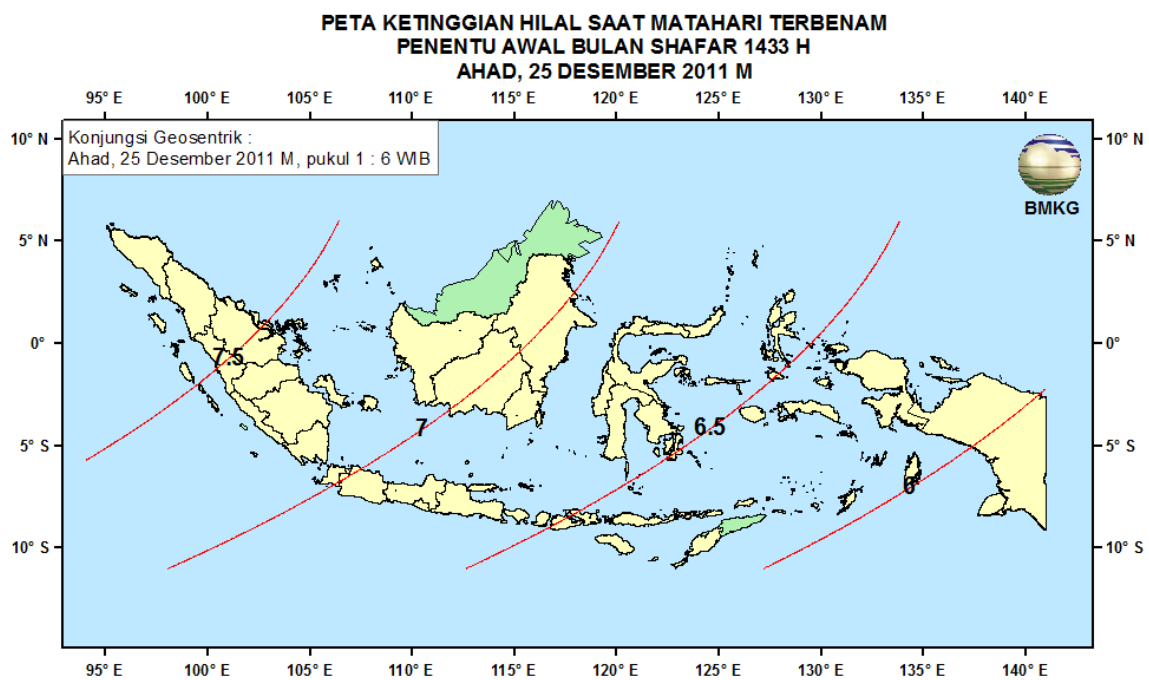 PETA KETINGGIAN HILAL SAAT MATAHARI TERBENAM
PENENTU AWAL BULAN SHAFAR 1433 H
AHAD, 25 DESEMBER 2011 M
95° E 100° E 105° E 110° E 115° E 120° E 125° E 130° E 135° E 140° E
Konjungsi Geosentrik :
Ahad, 25 Desember 2011 M, pukul 1 : 6 WIB
10° N 10° N
BMKG
5° N 5° N
0° 0°
7.5
7 6.5
5° S 5° S
6
10° S 10° S
95° E 100° E 105° E 110° E 115° E 120° E 125° E 130° E 135° E 140° E